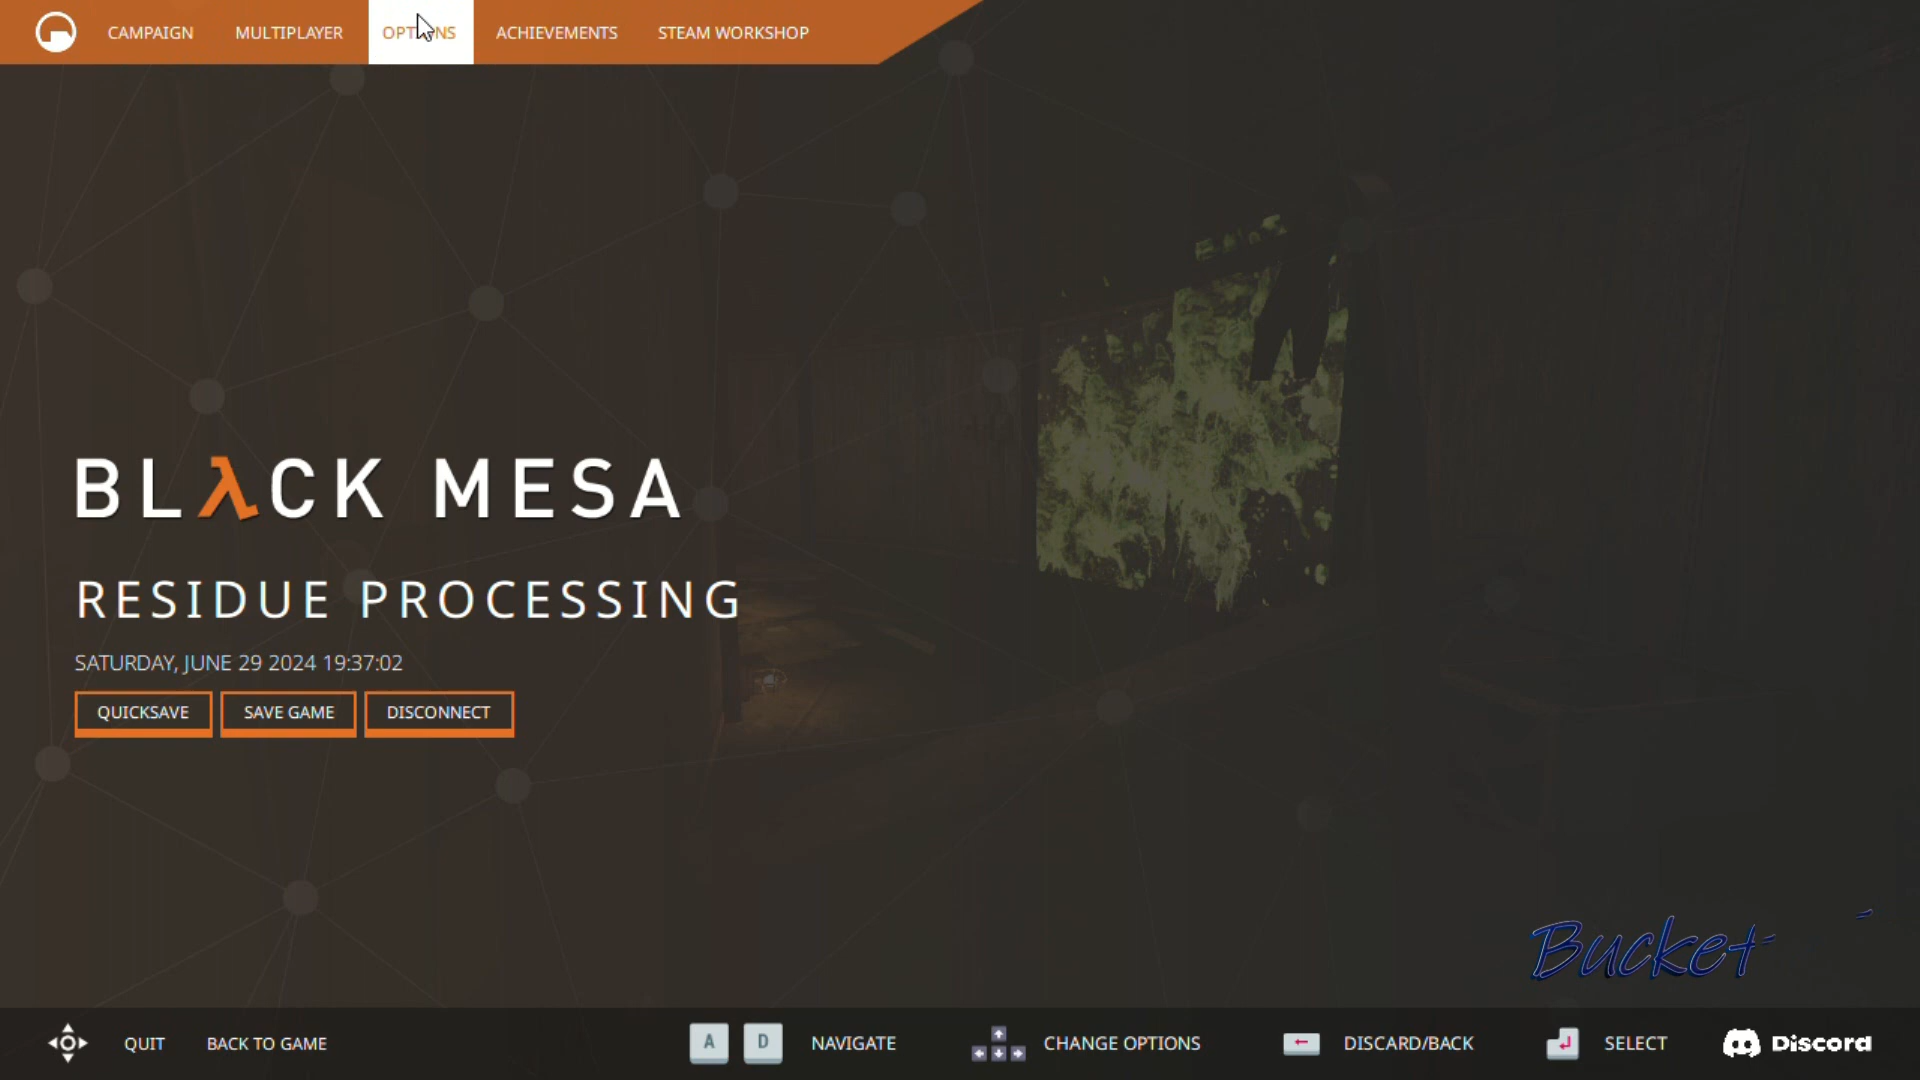 CAMPAIGN MULTIPLAYER OPTIONS ACHIEVEMENTS STEAM WORKSHOP
BLλCK MESA
RESIDUE PROCESSING
SATURDAY, JUNE 29 2024 19:37:02
QUICKSAVE SAVE GAME DISCONNECT
Bucket
QUIT BACK TO GAME A D NAVIGATE CHANGE OPTIONS DISCARD/BACK SELECT Discord